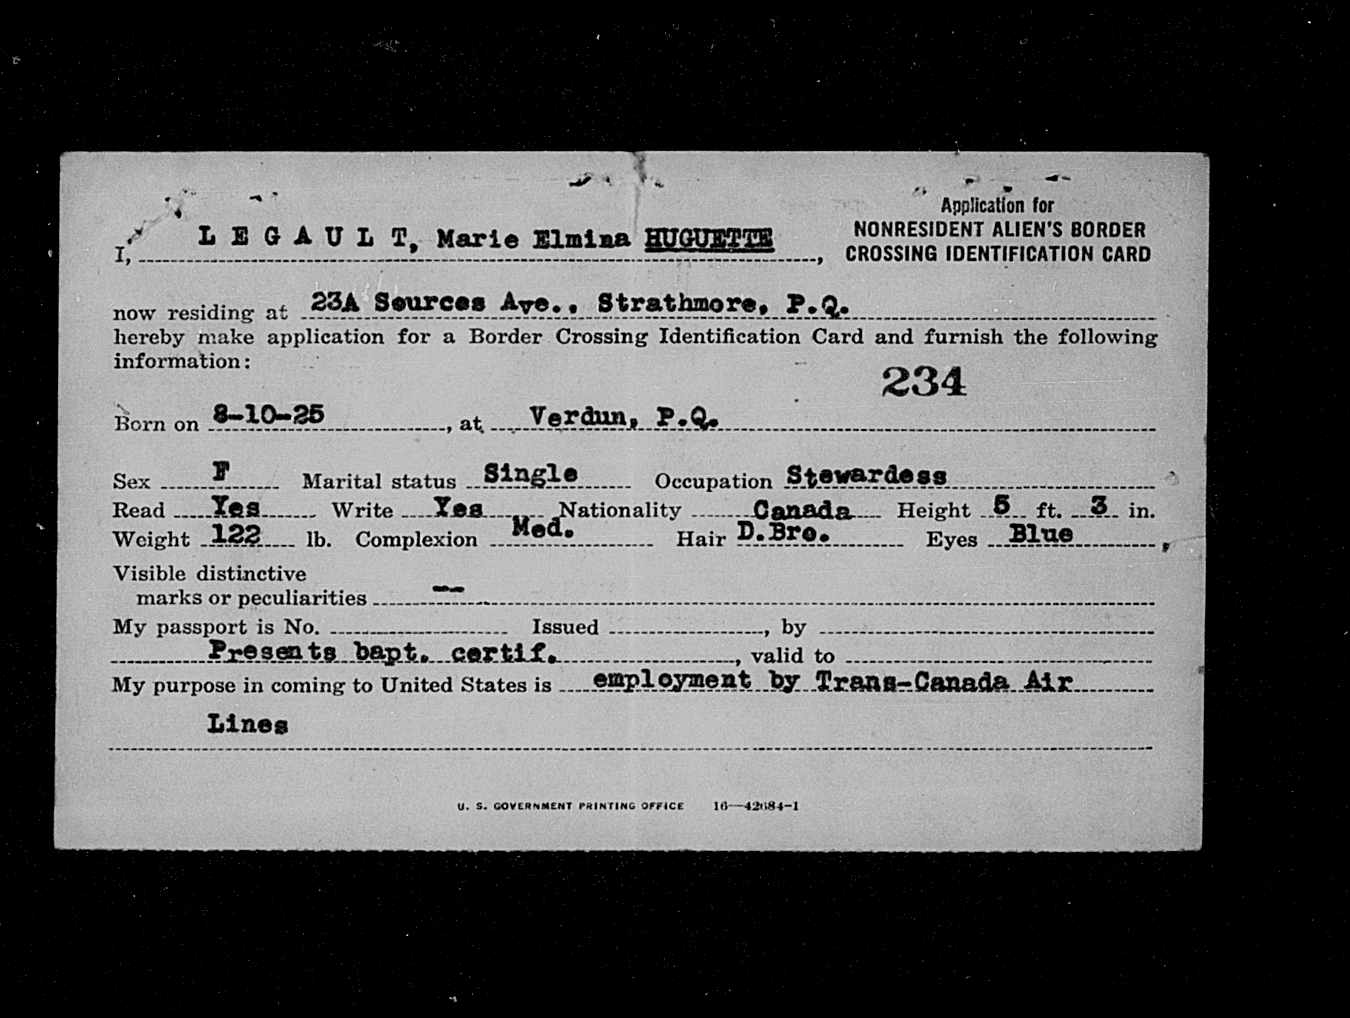 Application for
NONRESIDENT ALIEN'S BORDER
CROSSING IDENTIFICATION CARD
I, LEGAULT, Marie Elmina HUGUETTE,
now residing at 23A Sources Ave., Strathmore, P.Q.
hereby make application for a Border Crossing Identification Card and furnish the following
information:
234
Born on 8-10-25, at Verdun, P.Q.
Sex F Marital status Single Occupation Stewardess
Read Yes Write Yes Nationality Canada Height 5 ft. 3 in.
Weight 122 lb. Complexion Med. Hair D.Bro. Eyes Blue,
Visible distinctive
marks or peculiarities --
My passport is No. Issued , by
Presents bapt. certif. , valid to
My purpose in coming to United States is employment by Trans-Canada Air
Lines
U. S. GOVERNMENT PRINTING OFFICE 16—42684-1